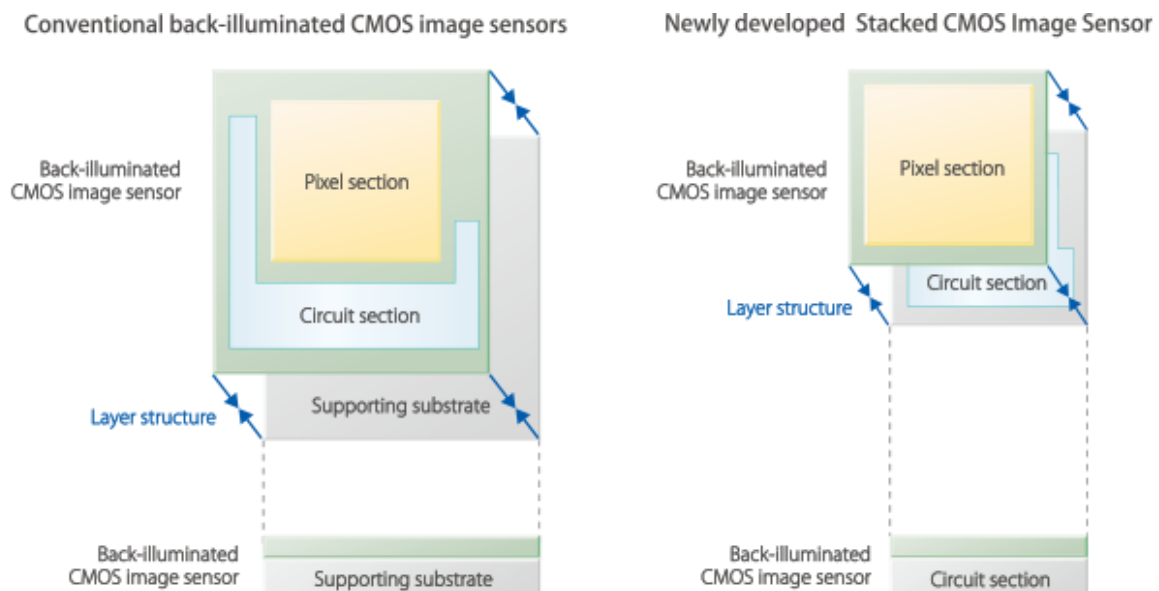 Conventional back-illuminated CMOS image sensors
Back-illuminated
CMOS image sensor
Pixel section
Circuit section
Layer structure
Supporting substrate
Back-illuminated
CMOS image sensor
Supporting substrate
Newly developed Stacked CMOS Image Sensor
Back-illuminated
CMOS image sensor
Pixel section
Circuit section
Layer structure
Back-illuminated
CMOS image sensor
Circuit section